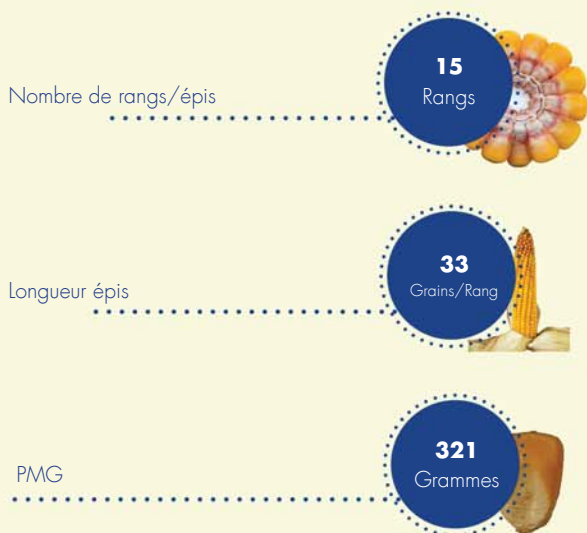 15
Rangs
Nombre de rangs/épis
33
Grains/Rang
Longueur épis
321
Grammes
PMG